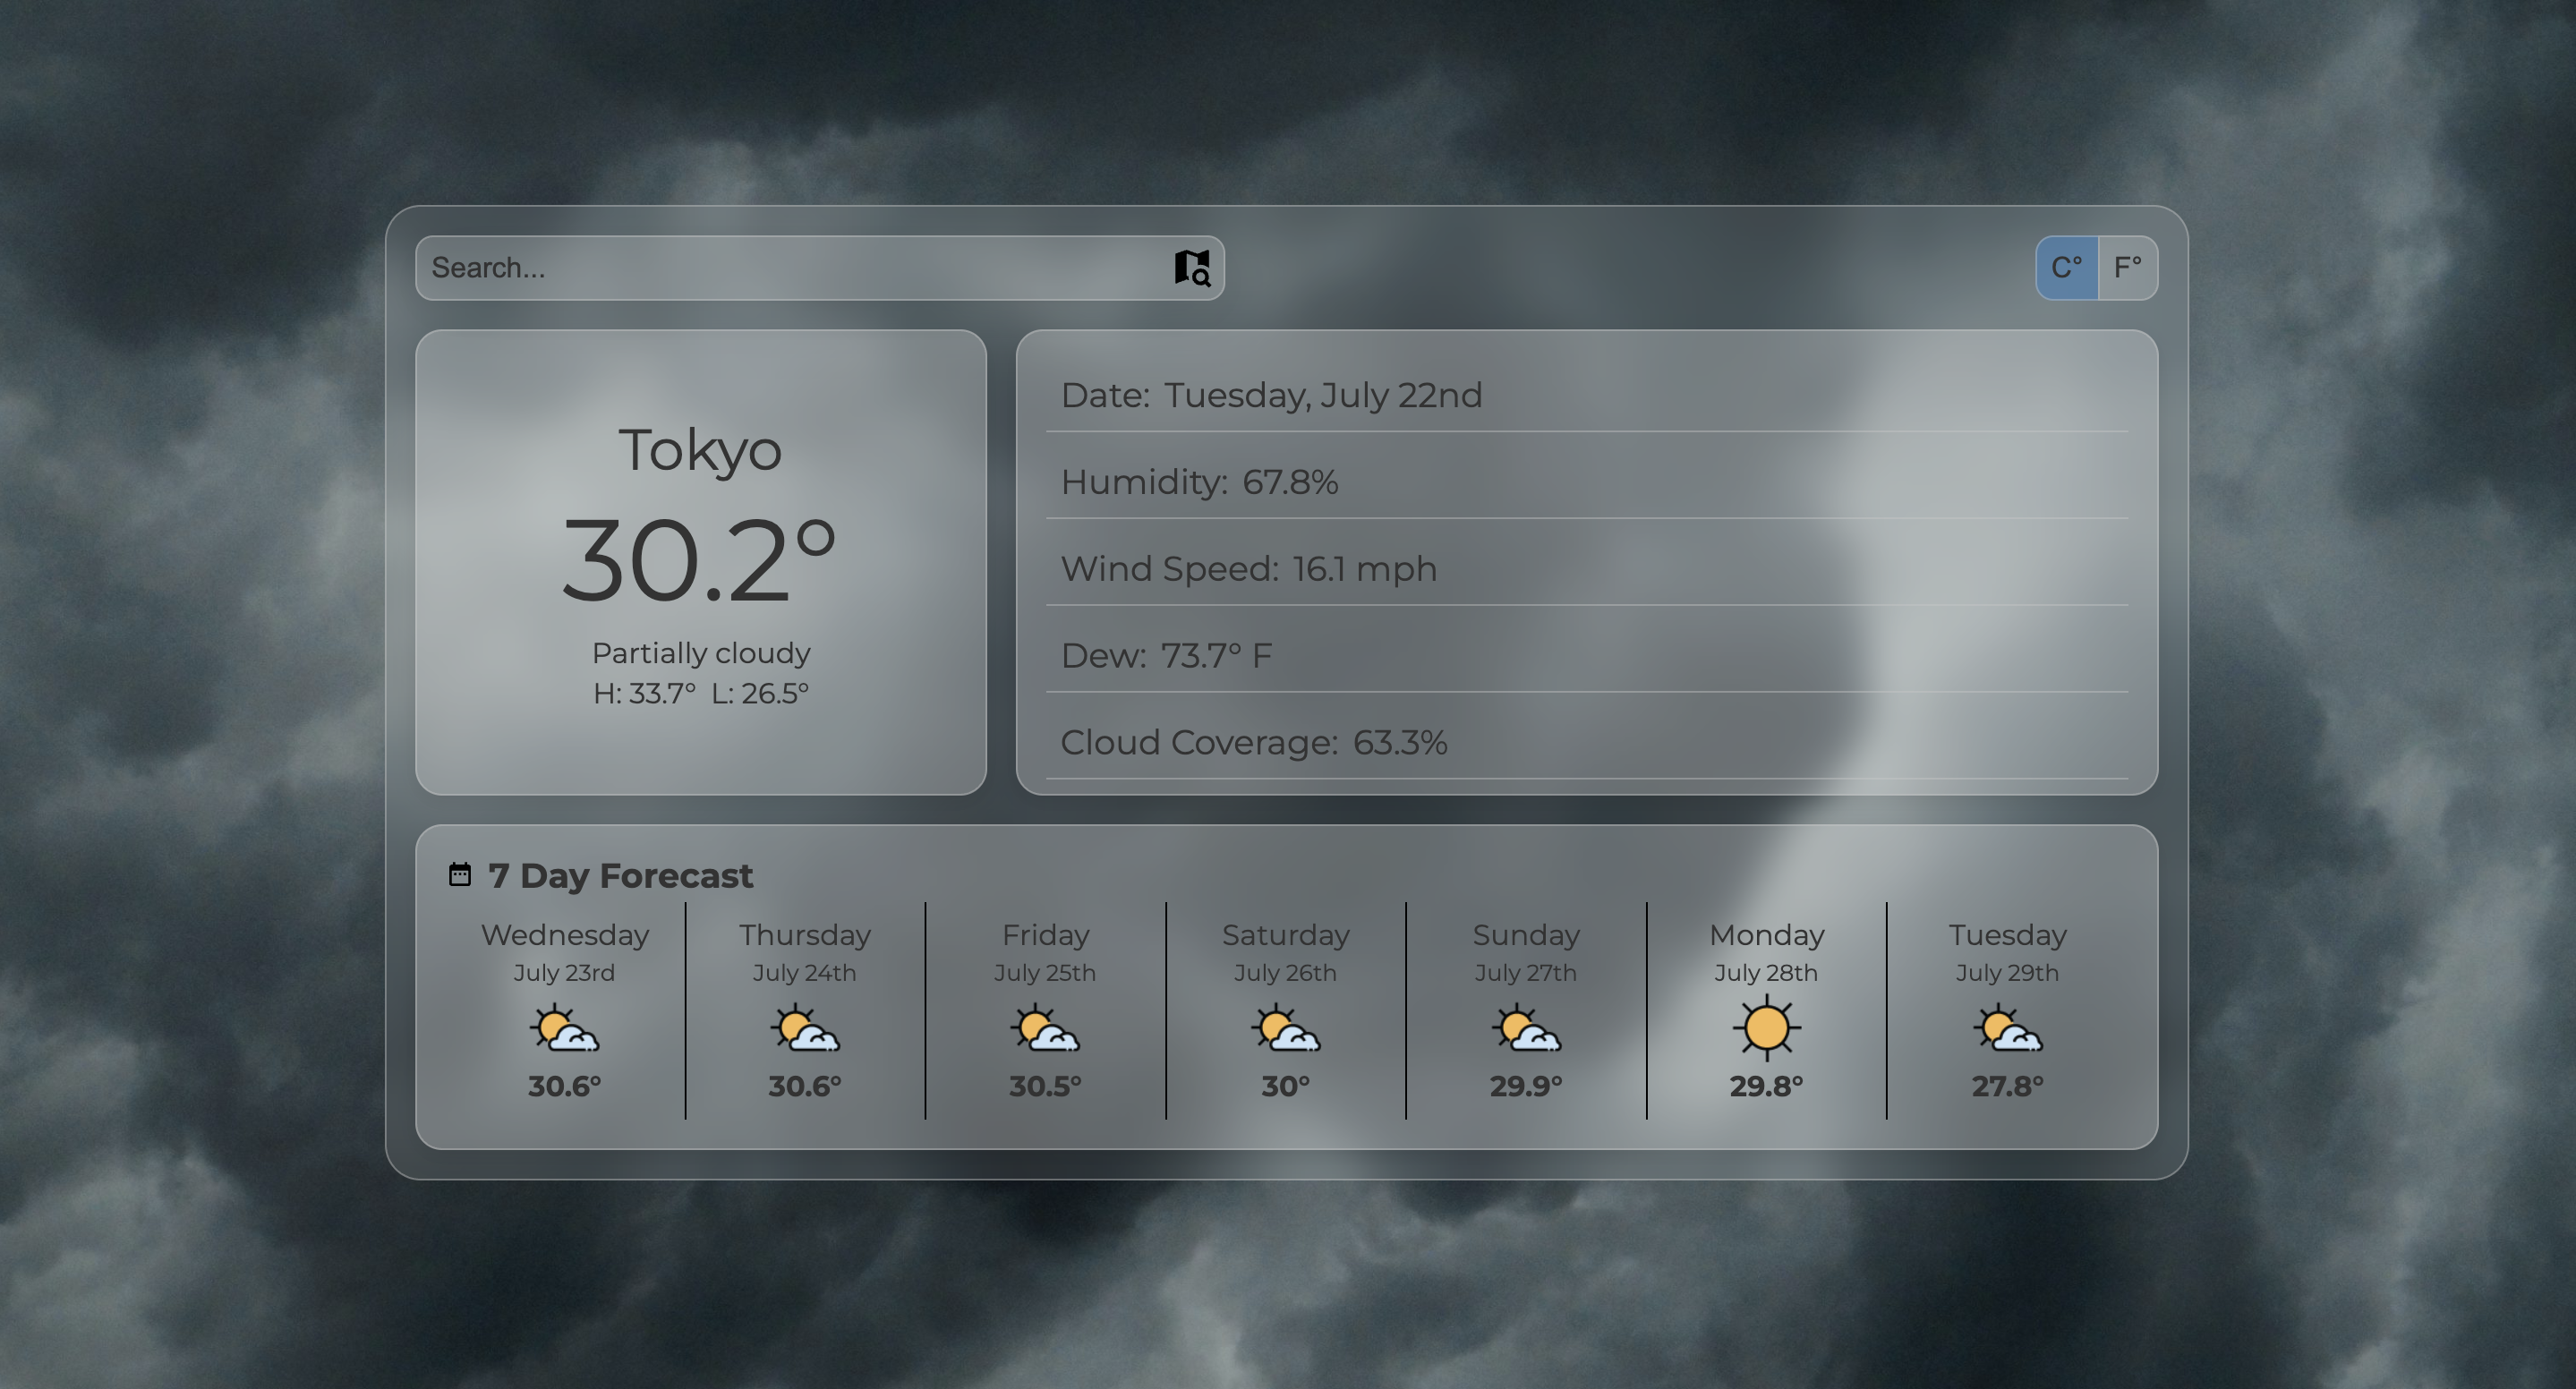 Search...
C° F°
Tokyo
30.2°
Partially cloudy
H: 33.7° L: 26.5°
Date: Tuesday, July 22nd
Humidity: 67.8%
Wind Speed: 16.1 mph
Dew: 73.7° F
Cloud Coverage: 63.3%
7 Day Forecast
Wednesday
July 23rd
30.6°
Thursday
July 24th
30.6°
Friday
July 25th
30.5°
Saturday
July 26th
30°
Sunday
July 27th
29.9°
Monday
July 28th
29.8°
Tuesday
July 29th
27.8°